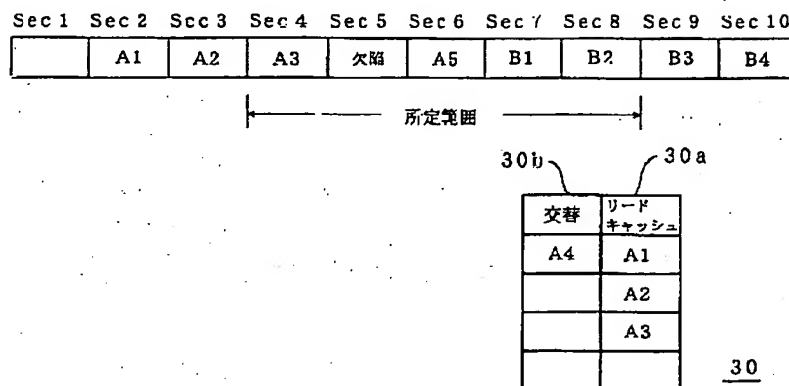 Sec 1 Sec 2 Sec 3 Sec 4 Sec 5 Sec 6 Sec 7 Sec 8 Sec 9 Sec 10
A1 A2 A3 欠陥 A5 B1 B2 B3 B4
所定範囲
30b 30a
交替 リード
キャッシュ
A4 A1
A2
A3
30